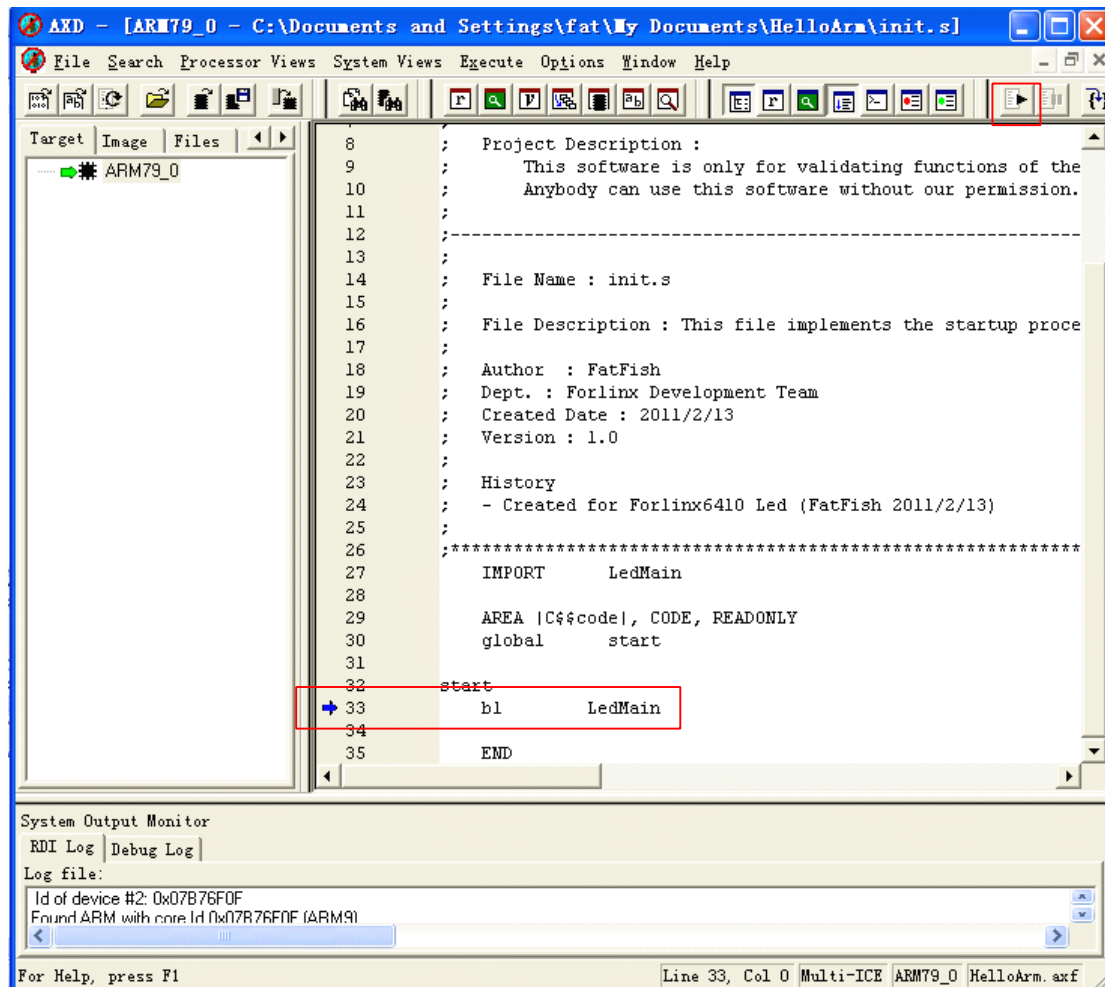 AXD - [ARM79_0 - C:\Documents and Settings\fat\My Documents\HelloArm\init.s]
File Search Processor Views System Views Execute Options Window Help
Target Image Files
ARM79_0
8 ; Project Description :
9 ; This software is only for validating functions of the
10 ; Anybody can use this software without our permission.
11 ;
12 ;------------------------------------------------------------
13 ;
14 ; File Name : init.s
15 ;
16 ; File Description : This file implements the startup proce
17 ;
18 ; Author : FatFish
19 ; Dept. : Forlinx Development Team
20 ; Created Date : 2011/2/13
21 ; Version : 1.0
22 ;
23 ; History
24 ; - Created for Forlinx6410 Led (FatFish 2011/2/13)
25 ;
26 ;************************************************************
27 IMPORT LedMain
28
29 AREA |C$$code|, CODE, READONLY
30 global start
31
32 start
33 bl LedMain
34
35 END
System Output Monitor
RDI Log Debug Log
Log file:
Id of device #2: 0x07B76F0F
Found ARM with core Id 0x07B76F0F (ARM9)
For Help, press F1 Line 33, Col 0 Multi-ICE ARM79_0 HelloArm.axf